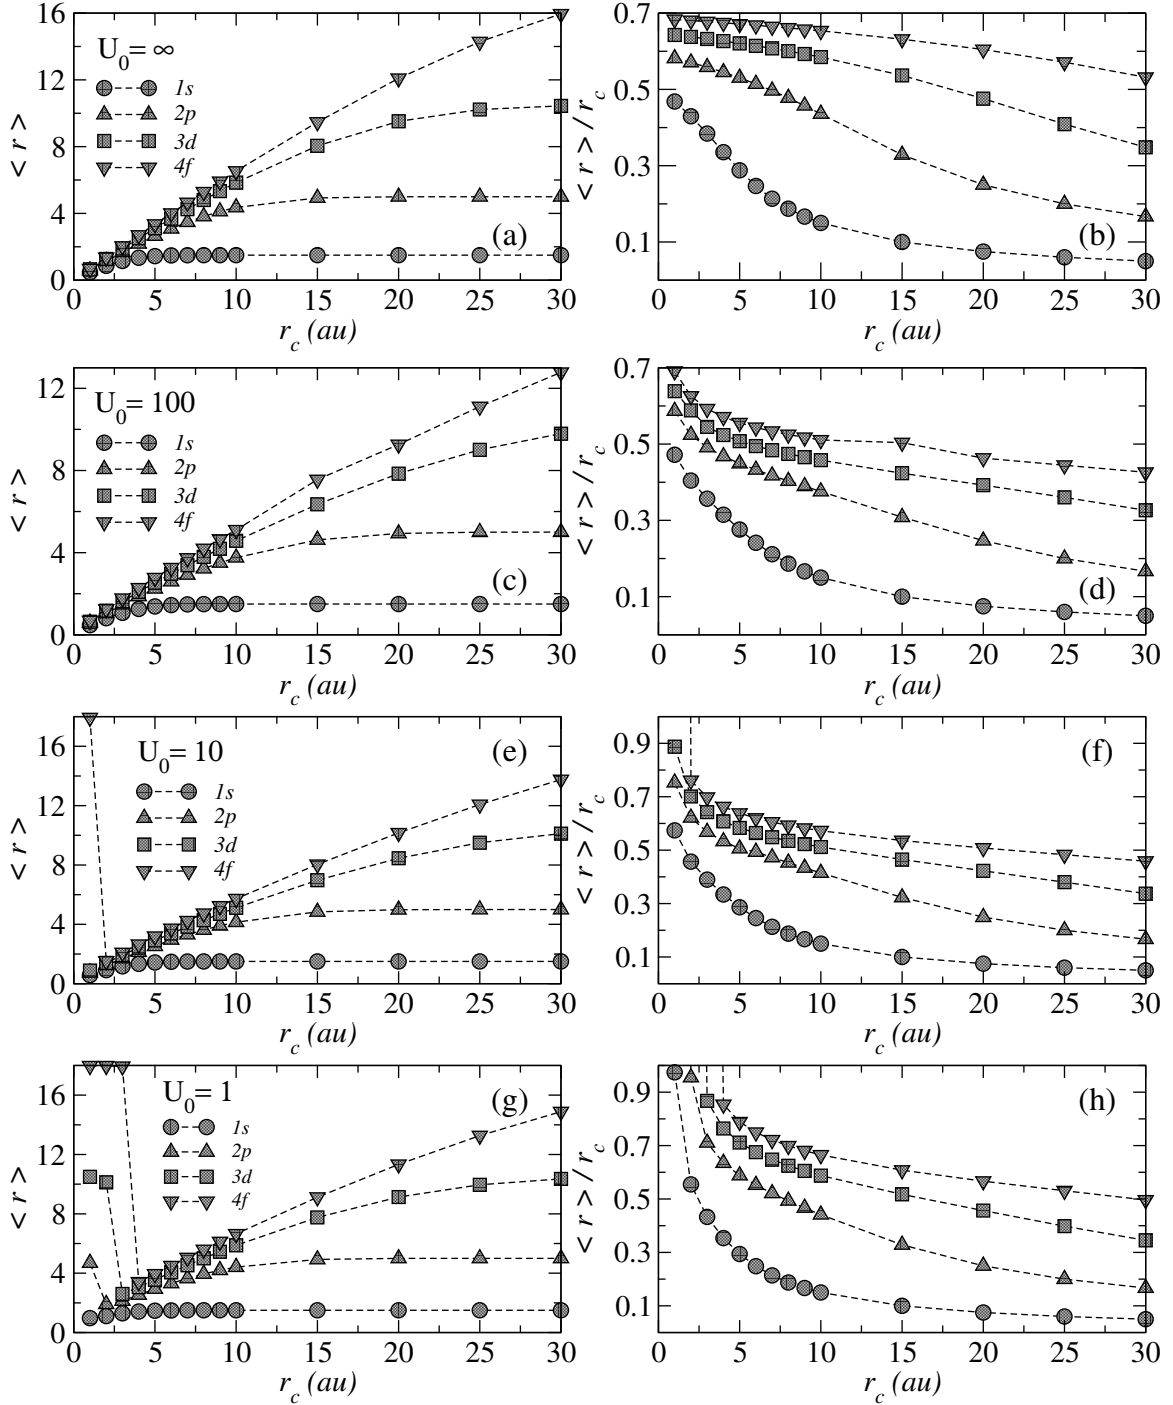 < r >
16
12
8
4
0
U0= ∞
1s
2p
3d
4f
(a)
0 5 10 15 20 25 30
rc (au)
< r > / rc
0.7
0.5
0.3
0.1
(b)
0 5 10 15 20 25 30
rc (au)
< r >
12
8
4
0
U0= 100
1s
2p
3d
4f
(c)
0 5 10 15 20 25 30
rc (au)
< r > / rc
0.7
0.5
0.3
0.1
(d)
0 5 10 15 20 25 30
rc (au)
< r >
16
12
8
4
0
U0= 10
1s
2p
3d
4f
(e)
0 5 10 15 20 25 30
rc (au)
< r > / rc
0.9
0.7
0.5
0.3
0.1
(f)
0 5 10 15 20 25 30
rc (au)
< r >
16
12
8
4
0
U0= 1
1s
2p
3d
4f
(g)
0 5 10 15 20 25 30
rc (au)
< r > / rc
0.9
0.7
0.5
0.3
0.1
(h)
0 5 10 15 20 25 30
rc (au)